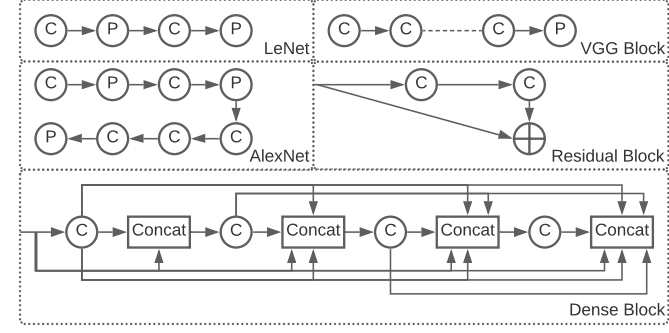 C P C P
LeNet
C C C P
VGG Block
C P C P
P C C C
AlexNet
C C
Residual Block
C Concat C Concat C Concat C Concat
Dense Block